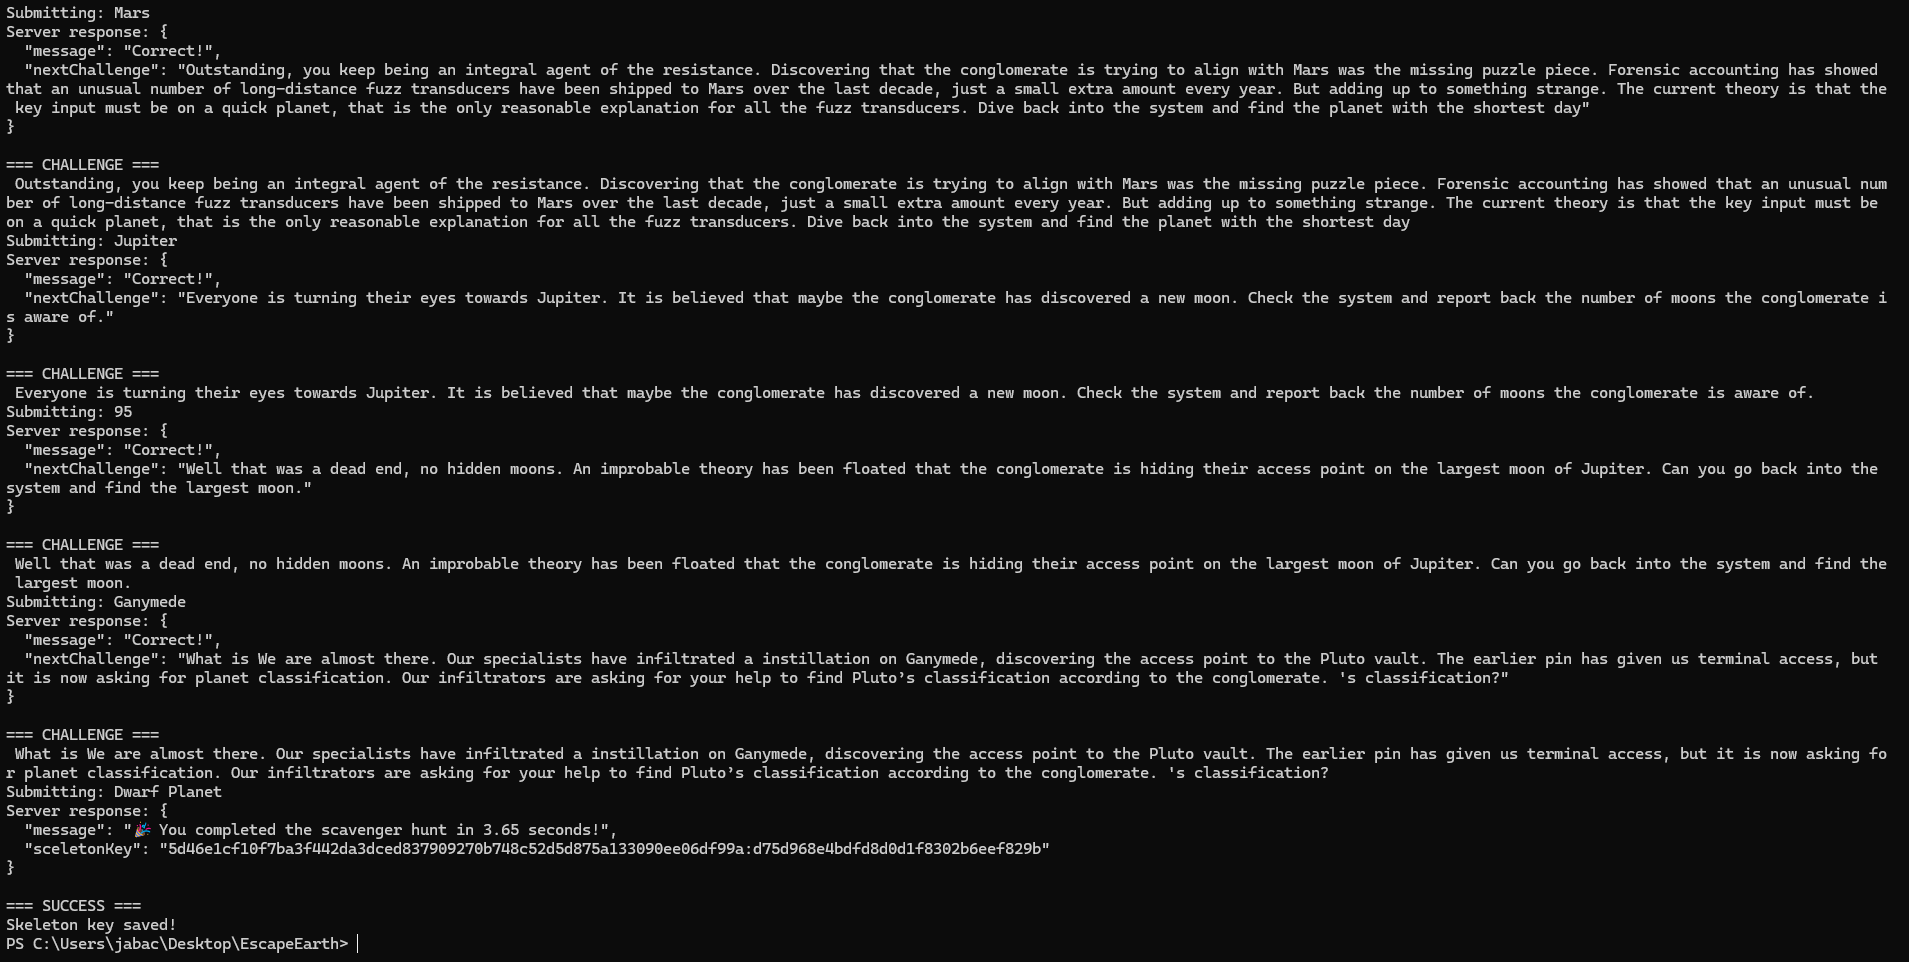 Submitting: Mars
Server response: {
  "message": "Correct!",
  "nextChallenge": "Outstanding, you keep being an integral agent of the resistance. Discovering that the conglomerate is trying to align with Mars was the missing puzzle piece. Forensic accounting has showed
that an unusual number of long-distance fuzz transducers have been shipped to Mars over the last decade, just a small extra amount every year. But adding up to something strange. The current theory is that the
 key input must be on a quick planet, that is the only reasonable explanation for all the fuzz transducers. Dive back into the system and find the planet with the shortest day"
}

=== CHALLENGE ===
 Outstanding, you keep being an integral agent of the resistance. Discovering that the conglomerate is trying to align with Mars was the missing puzzle piece. Forensic accounting has showed that an unusual num
ber of long-distance fuzz transducers have been shipped to Mars over the last decade, just a small extra amount every year. But adding up to something strange. The current theory is that the key input must be
on a quick planet, that is the only reasonable explanation for all the fuzz transducers. Dive back into the system and find the planet with the shortest day
Submitting: Jupiter
Server response: {
  "message": "Correct!",
  "nextChallenge": "Everyone is turning their eyes towards Jupiter. It is believed that maybe the conglomerate has discovered a new moon. Check the system and report back the number of moons the conglomerate i
s aware of."
}

=== CHALLENGE ===
 Everyone is turning their eyes towards Jupiter. It is believed that maybe the conglomerate has discovered a new moon. Check the system and report back the number of moons the conglomerate is aware of.
Submitting: 95
Server response: {
  "message": "Correct!",
  "nextChallenge": "Well that was a dead end, no hidden moons. An improbable theory has been floated that the conglomerate is hiding their access point on the largest moon of Jupiter. Can you go back into the
system and find the largest moon."
}

=== CHALLENGE ===
 Well that was a dead end, no hidden moons. An improbable theory has been floated that the conglomerate is hiding their access point on the largest moon of Jupiter. Can you go back into the system and find the
 largest moon.
Submitting: Ganymede
Server response: {
  "message": "Correct!",
  "nextChallenge": "What is We are almost there. Our specialists have infiltrated a instillation on Ganymede, discovering the access point to the Pluto vault. The earlier pin has given us terminal access, but
it is now asking for planet classification. Our infiltrators are asking for your help to find Pluto’s classification according to the conglomerate. 's classification?"
}

=== CHALLENGE ===
 What is We are almost there. Our specialists have infiltrated a instillation on Ganymede, discovering the access point to the Pluto vault. The earlier pin has given us terminal access, but it is now asking fo
r planet classification. Our infiltrators are asking for your help to find Pluto’s classification according to the conglomerate. 's classification?
Submitting: Dwarf Planet
Server response: {
  "message": "🎉 You completed the scavenger hunt in 3.65 seconds!",
  "sceletonKey": "5d46e1cf10f7ba3f442da3dced837909270b748c52d5d875a133090ee06df99a:d75d968e4bdfd8d0d1f8302b6eef829b"
}

=== SUCCESS ===
Skeleton key saved!
PS C:\Users\jabac\Desktop\EscapeEarth>